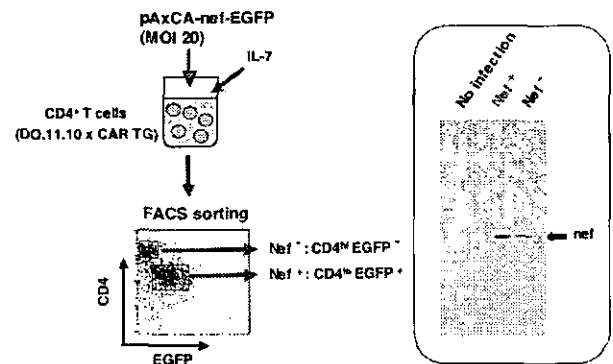 pAxCA-nef-EGFP
(MOI 20)
IL-7
CD4⁺ T cells
(DO.11.10 x CAR TG)
FACS sorting
Nef ⁻ : CD4ʰⁱ EGFP ⁻
Nef ⁺ : CD4ˡᵒ EGFP ⁺
CD4
EGFP
No infection
Nef ⁺
Nef ⁻
nef